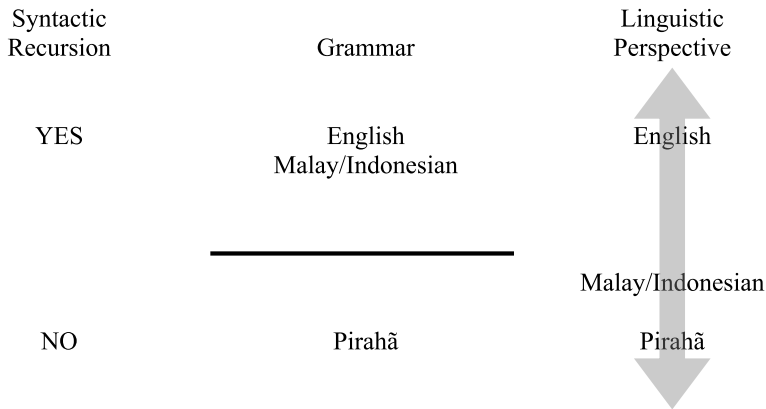 Syntactic
Recursion
Grammar
Linguistic
Perspective
YES
English
Malay/Indonesian
English
Malay/Indonesian
NO
Pirahã
Pirahã